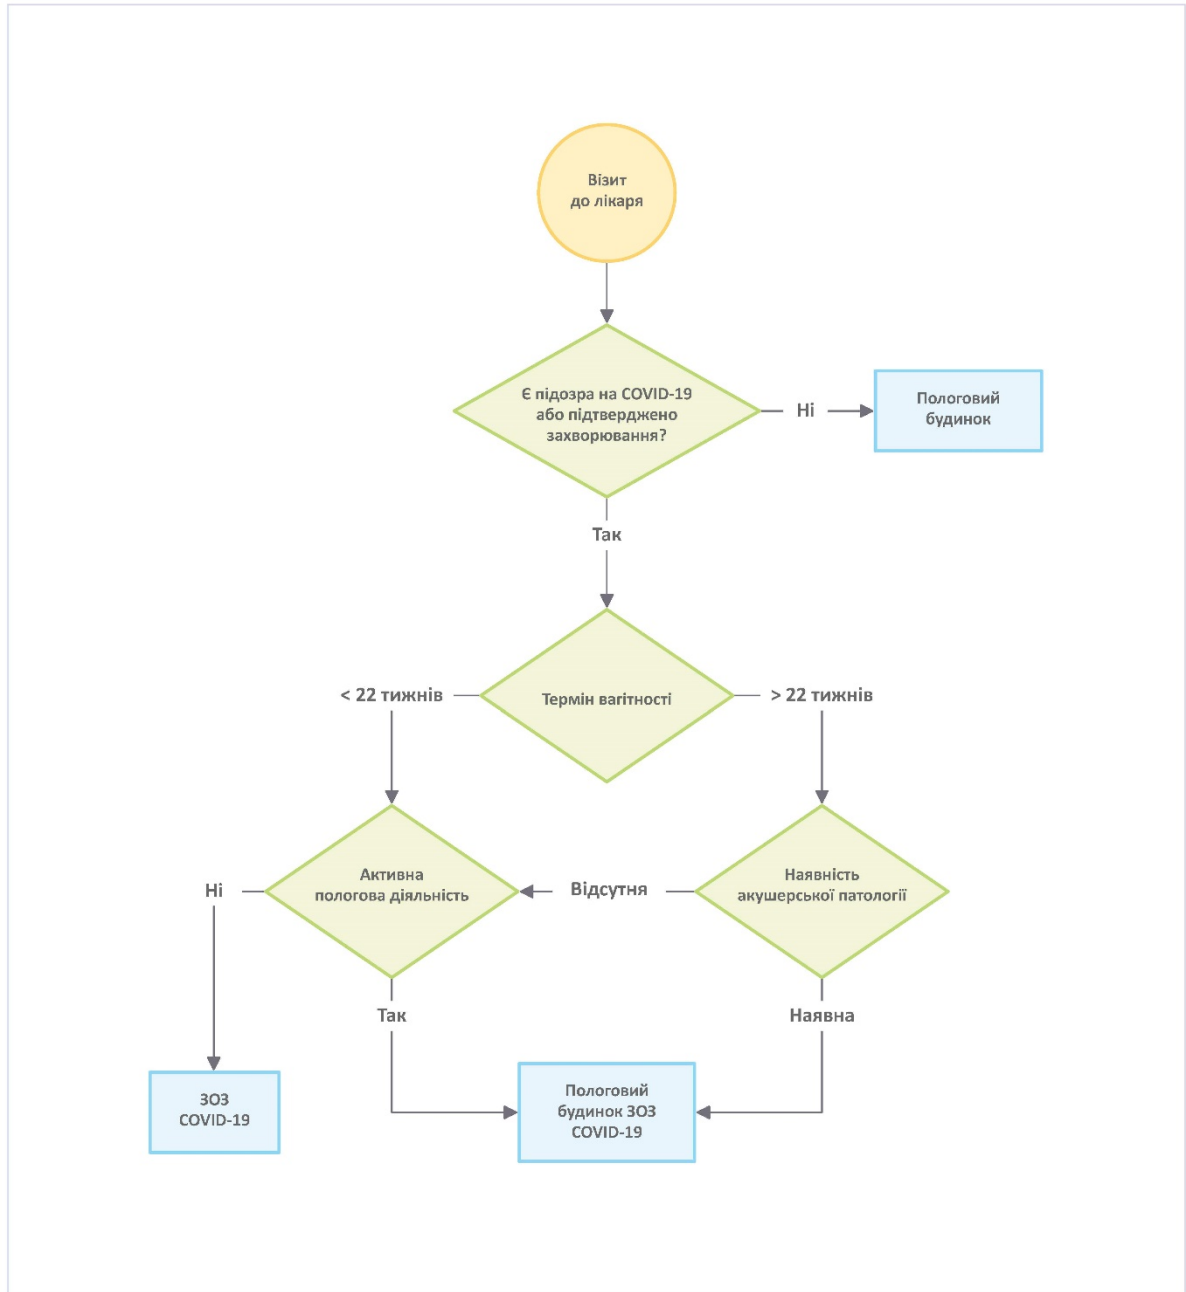 Візит
до лікаря
Є підозра на COVID-19
або підтверджено
захворювання?
Ні
Пологовий
будинок
Так
< 22 тижнів
Термін вагітності
> 22 тижнів
Ні
Активна
пологова діяльність
Відсутня
Наявність
акушерської патології
Так
Наявна
ЗОЗ
COVID-19
Пологовий
будинок ЗОЗ
COVID-19